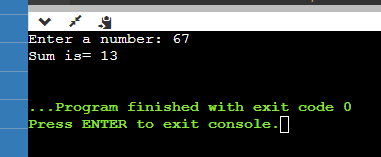 Enter a number: 67
Sum is= 13
...Program finished with exit code 0
Press ENTER to exit console.